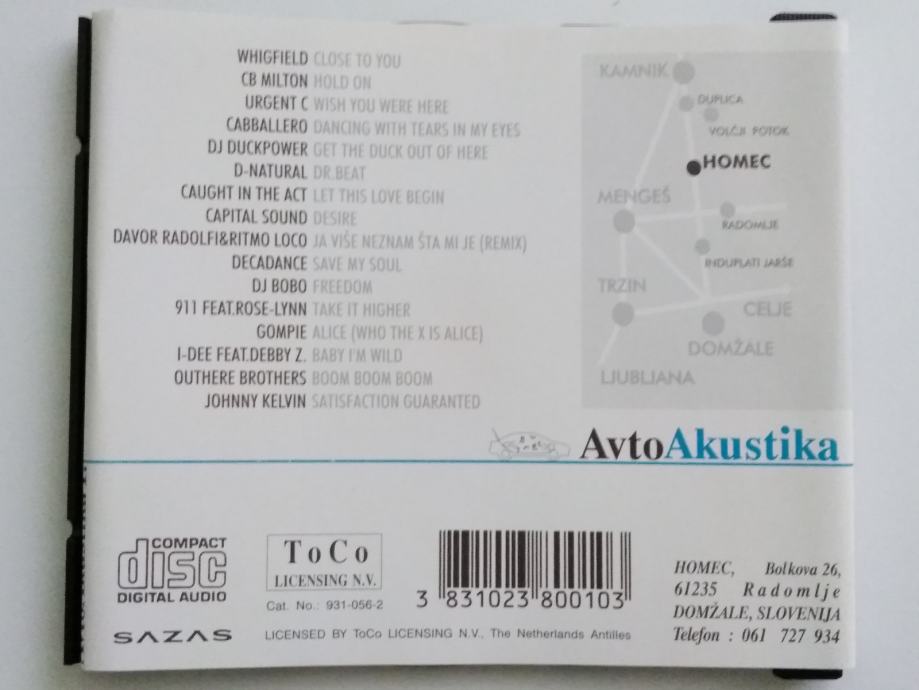 WHIGFIELD CLOSE TO YOU
CB MILTON HOLD ON
URGENT C WISH YOU WERE HERE
CABBALLERO DANCING WITH TEARS IN MY EYES
DJ DUCKPOWER GET THE DUCK OUT OF HERE
D-NATURAL DR.BEAT
CAUGHT IN THE ACT LET THIS LOVE BEGIN
CAPITAL SOUND DESIRE
DAVOR RADOLFI&RITMO LOCO JA VIŠE NEZNAM ŠTA MI JE (REMIX)
DECADANCE SAVE MY SOUL
DJ BOBO FREEDOM
911 FEAT.ROSE-LYNN TAKE IT HIGHER
GOMPIE ALICE (WHO THE X IS ALICE)
I-DEE FEAT.DEBBY Z. BABY I'M WILD
OUTHERE BROTHERS BOOM BOOM BOOM
JOHNNY KELVIN SATISFACTION GUARANTED
KAMNIK
DUPLICA
VOLČJI POTOK
HOMEC
MENGEŠ
RADOMLJE
INDUPLATI JARŠE
TRZIN
CELJE
DOMŽALE
LJUBLJANA
AvtoAkustika
COMPACT
disc
DIGITAL AUDIO
SAZAS
ToCo
LICENSING N.V.
Cat. No.: 931-056-2
LICENSED BY ToCo LICENSING N.V., The Netherlands Antilles
3 831023 800103
HOMEC, Bolkova 26,
61235 Radomlje
DOMŽALE, SLOVENIJA
Telefon : 061 727 934